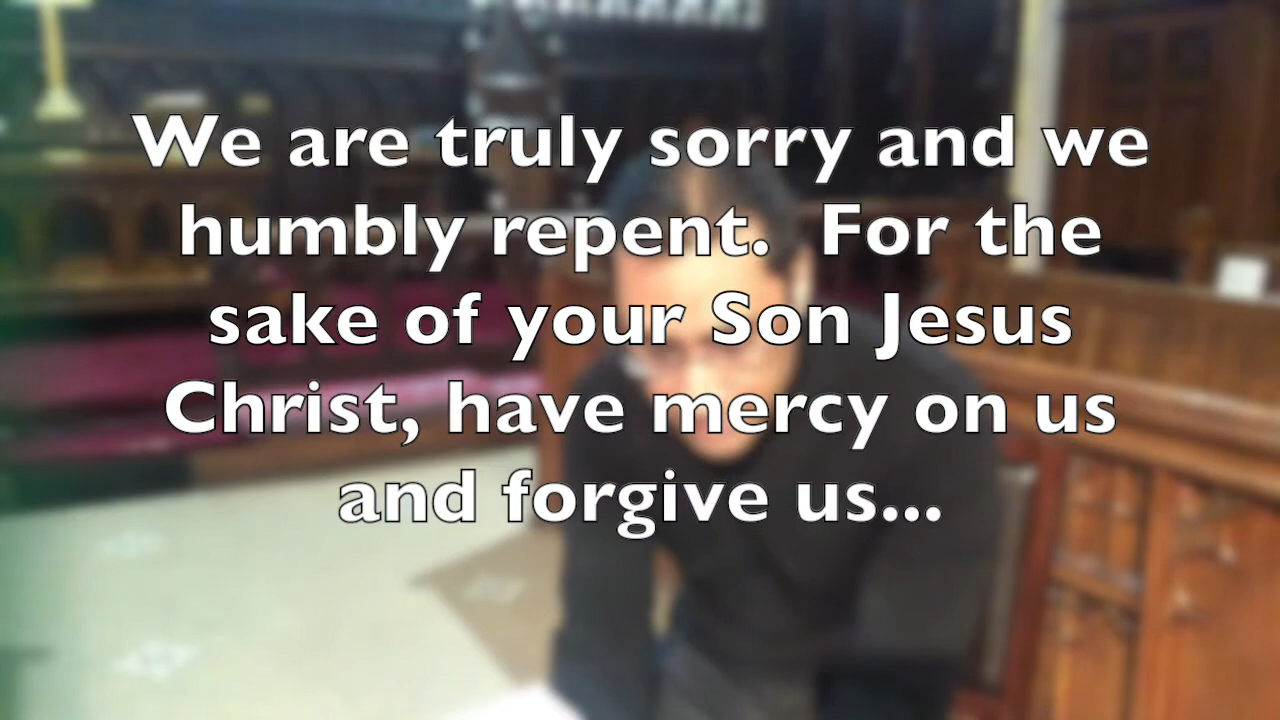 We are truly sorry and we
humbly repent.  For the
sake of your Son Jesus
Christ, have mercy on us
and forgive us...